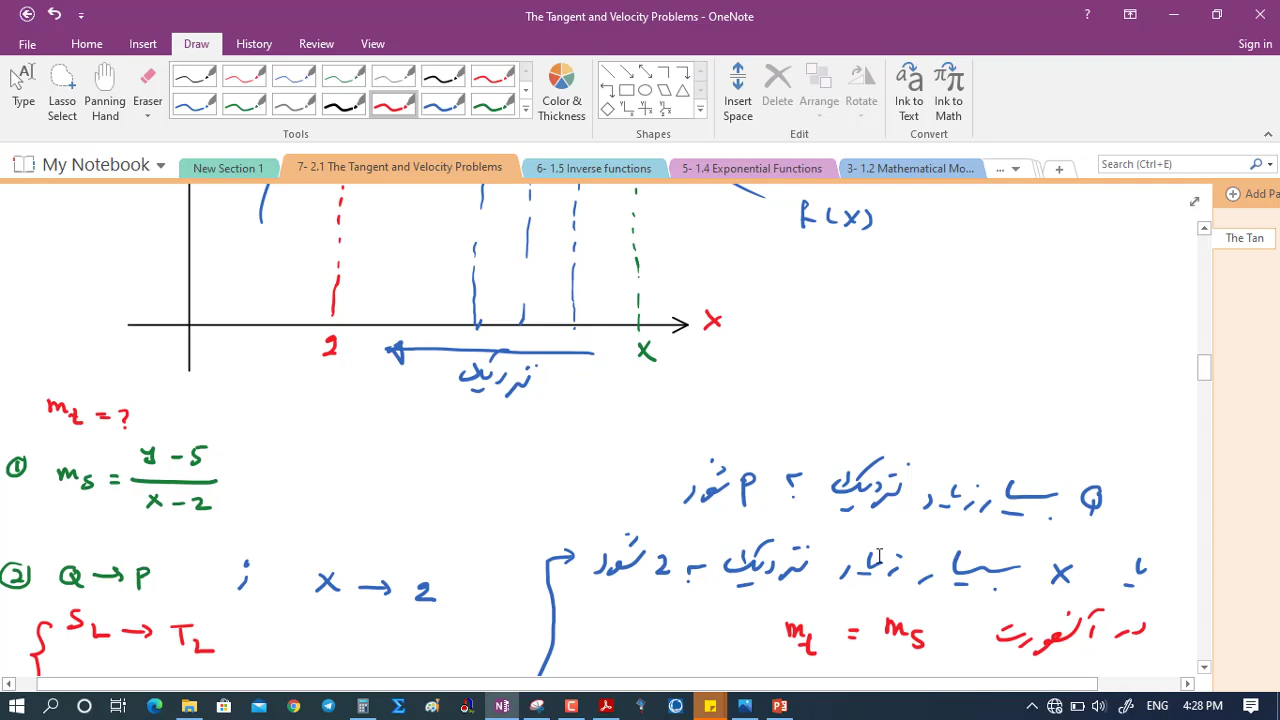 The Tangent and Velocity Problems - OneNote
File Home Insert Draw History Review View Sign in
Type Lasso Select Panning Hand Eraser Color & Thickness Insert Space Delete Arrange Rotate Ink to Text Ink to Math
Tools Shapes Edit Convert
My Notebook New Section 1 7- 2.1 The Tangent and Velocity Problems 6- 1.5 Inverse functions 5- 1.4 Exponential Functions 3- 1.2 Mathematical Mo... ... Search (Ctrl+E)
Add Pa
The Tan
f(x)
x
2 x
نزدیک
m_t = ?
① m_s = (y - 5)/(x - 2)
Q بسیار زیاد نزدیک به P شود
② Q → P ; x → 2
یا x بسیار زیاد نزدیک به 2 شود
S_L → T_L
در آنصورت m_t = m_s
ENG 4:28 PM